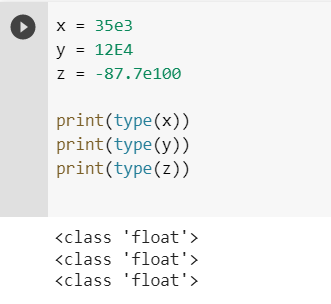 x = 35e3
y = 12E4
z = -87.7e100
print(type(x))
print(type(y))
print(type(z))
<class 'float'>
<class 'float'>
<class 'float'>